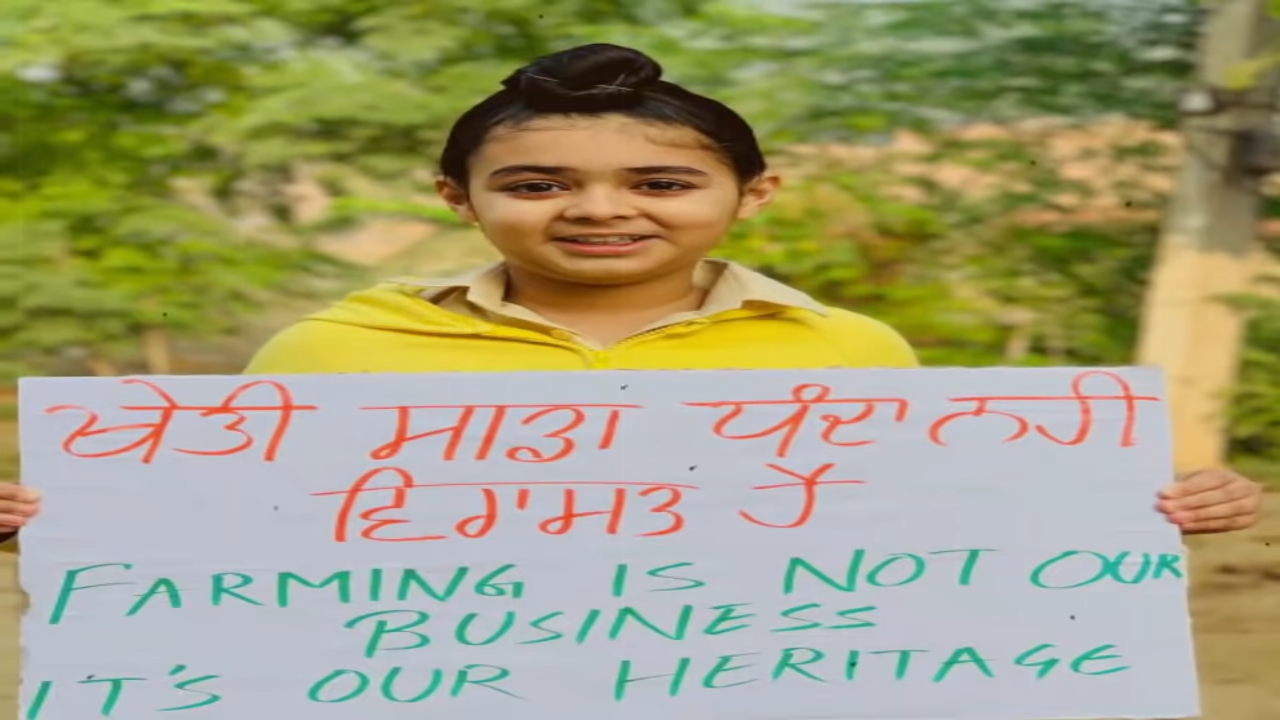 ਖੇਤੀ ਸਾਡਾ ਧੰਦਾ ਨਹੀ
ਵਿਰਾਸਤ ਹੈ
FARMING IS NOT OUR
BUSINESS
IT'S OUR HERITAGE